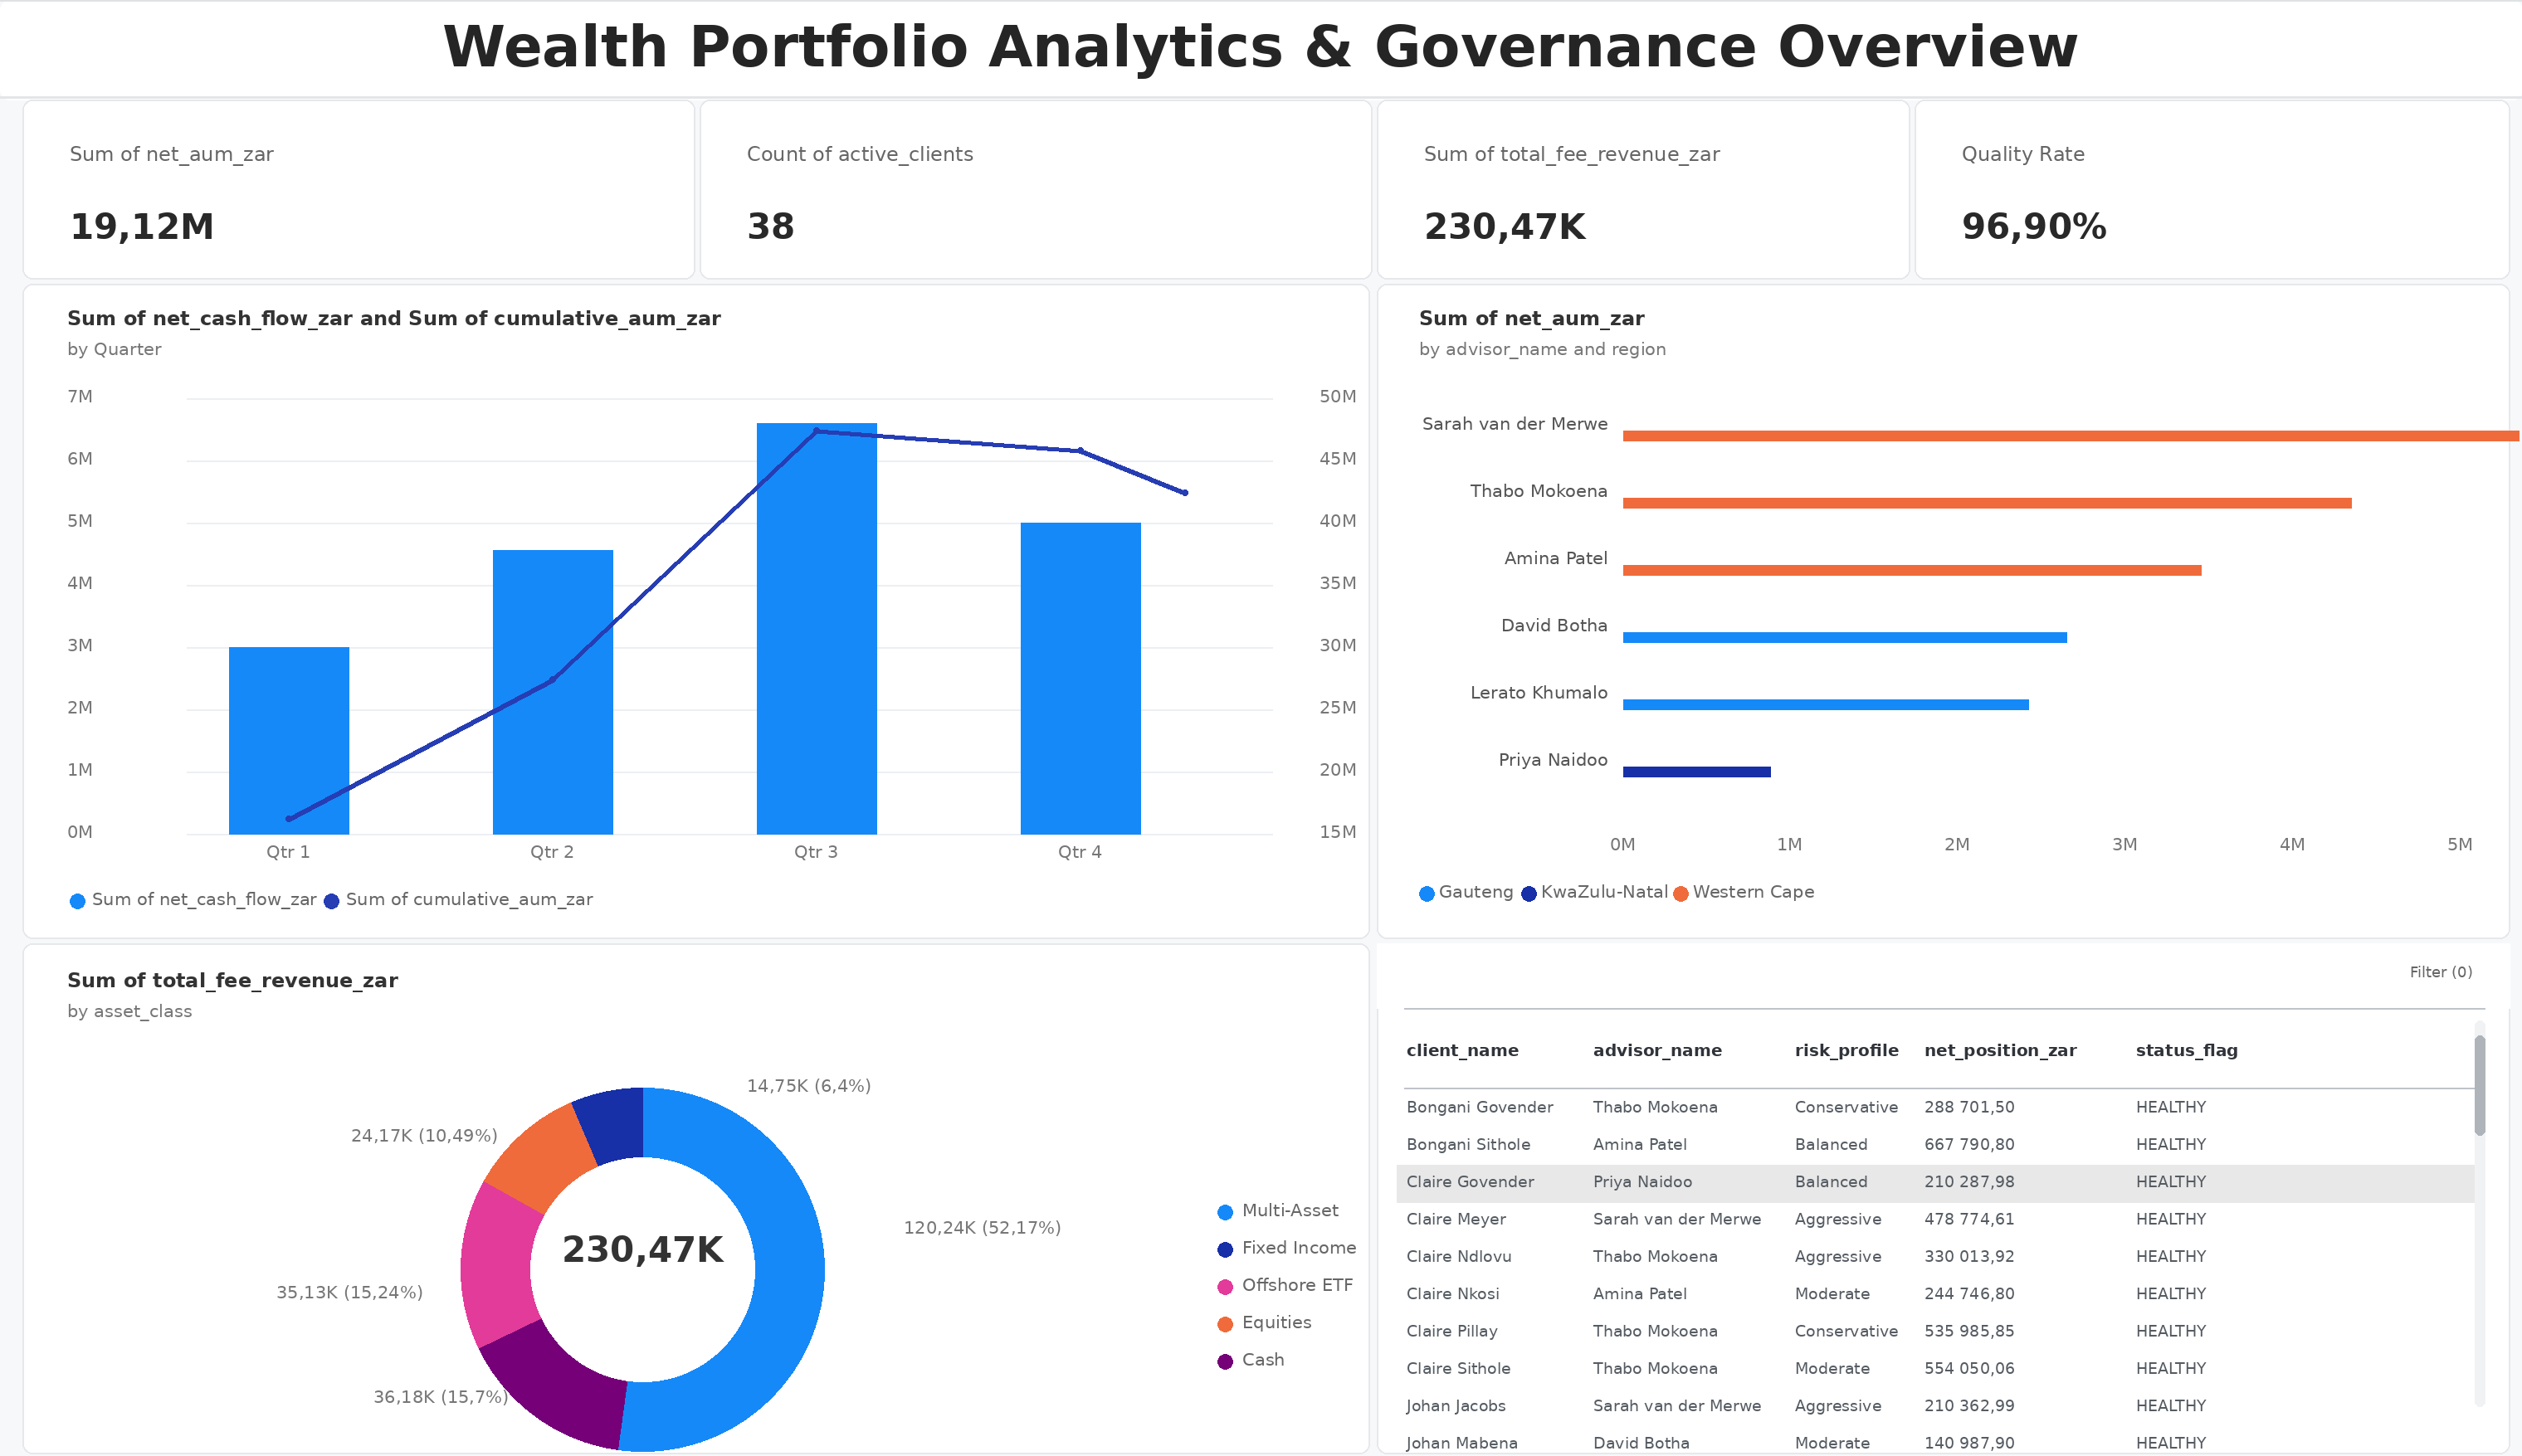 Wealth Portfolio Analytics & Governance Overview
Sum of net_aum_zar
19,12M
Count of active_clients
38
Sum of total_fee_revenue_zar
230,47K
Quality Rate
96,90%
Sum of net_cash_flow_zar and Sum of cumulative_aum_zar
by Quarter
7M
6M
5M
4M
3M
2M
1M
0M
50M
45M
40M
35M
30M
25M
20M
15M
Qtr 1
Qtr 2
Qtr 3
Qtr 4
Sum of net_cash_flow_zar
Sum of cumulative_aum_zar
Sum of net_aum_zar
by advisor_name and region
Sarah van der Merwe
Thabo Mokoena
Amina Patel
David Botha
Lerato Khumalo
Priya Naidoo
0M 1M 2M 3M 4M 5M
Gauteng
KwaZulu-Natal
Western Cape
Sum of total_fee_revenue_zar
by asset_class
14,75K (6,4%)
24,17K (10,49%)
120,24K (52,17%)
230,47K
35,13K (15,24%)
36,18K (15,7%)
Multi-Asset
Fixed Income
Offshore ETF
Equities
Cash
Filter (0)
client_name advisor_name risk_profile net_position_zar status_flag
Bongani Govender Thabo Mokoena Conservative 288 701,50 HEALTHY
Bongani Sithole Amina Patel Balanced 667 790,80 HEALTHY
Claire Govender Priya Naidoo Balanced 210 287,98 HEALTHY
Claire Meyer Sarah van der Merwe Aggressive 478 774,61 HEALTHY
Claire Ndlovu Thabo Mokoena Aggressive 330 013,92 HEALTHY
Claire Nkosi Amina Patel Moderate 244 746,80 HEALTHY
Claire Pillay Thabo Mokoena Conservative 535 985,85 HEALTHY
Claire Sithole Thabo Mokoena Moderate 554 050,06 HEALTHY
Johan Jacobs Sarah van der Merwe Aggressive 210 362,99 HEALTHY
Johan Mabena David Botha Moderate 140 987,90 HEALTHY